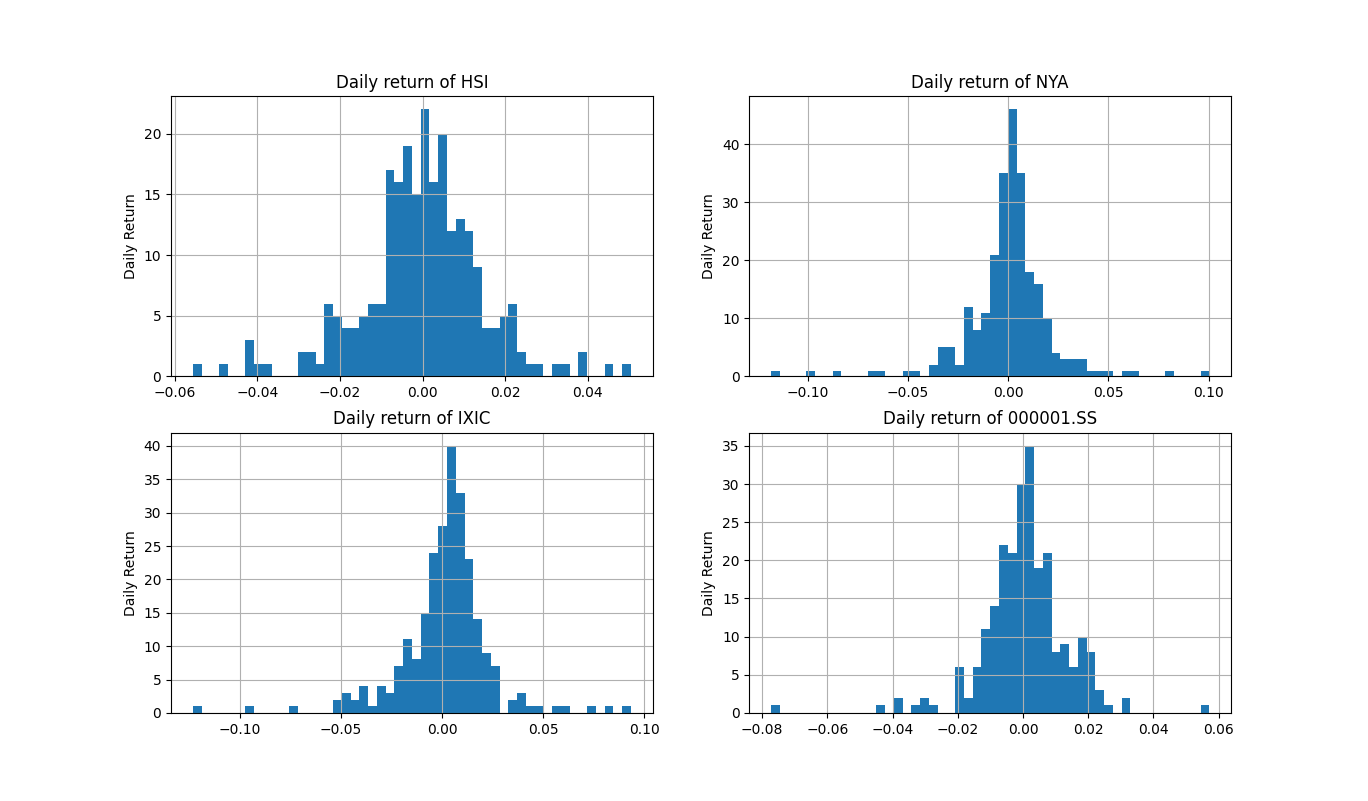 Daily return of HSI
Daily Return
20
15
10
5
0
−0.06 −0.04 −0.02 0.00 0.02 0.04
Daily return of NYA
Daily Return
40
30
20
10
0
−0.10 −0.05 0.00 0.05 0.10
Daily return of IXIC
Daily Return
40
35
30
25
20
15
10
5
0
−0.10 −0.05 0.00 0.05 0.10
Daily return of 000001.SS
Daily Return
35
30
25
20
15
10
5
0
−0.08 −0.06 −0.04 −0.02 0.00 0.02 0.04 0.06